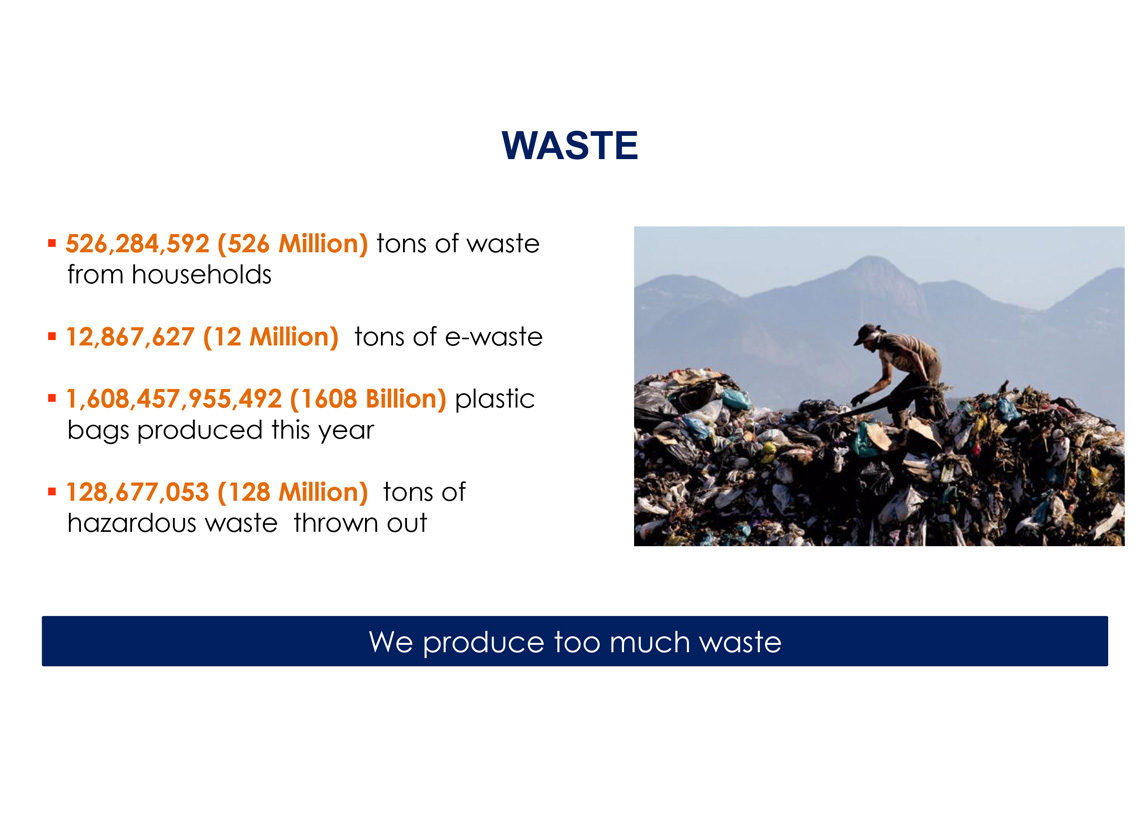 WASTE
▪ 526,284,592 (526 Million) tons of waste
from households
▪ 12,867,627 (12 Million)  tons of e-waste
▪ 1,608,457,955,492 (1608 Billion) plastic
bags produced this year
▪ 128,677,053 (128 Million)  tons of
hazardous waste  thrown out
We produce too much waste